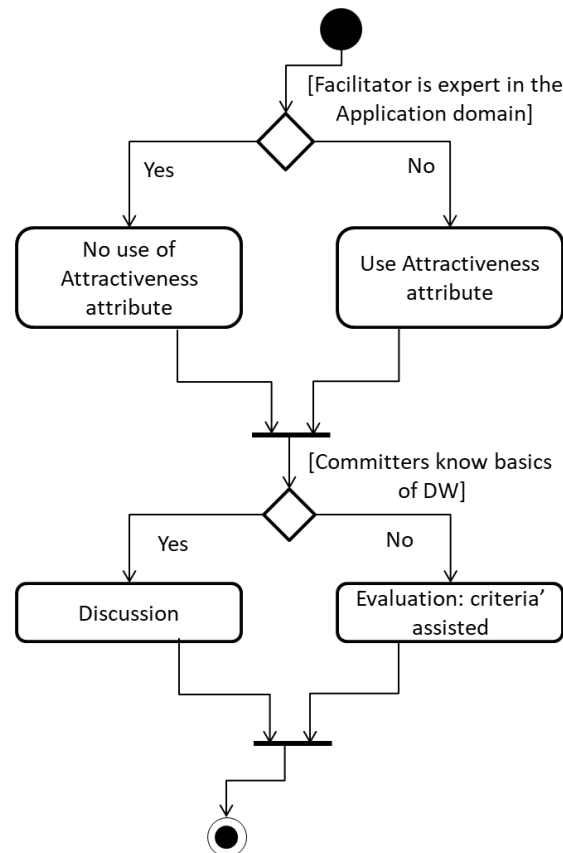 [Facilitator is expert in the
Application domain]
Yes
No
No use of
Attractiveness
attribute
Use Attractiveness
attribute
[Committers know basics
of DW]
Yes
No
Discussion
Evaluation: criteria’
assisted